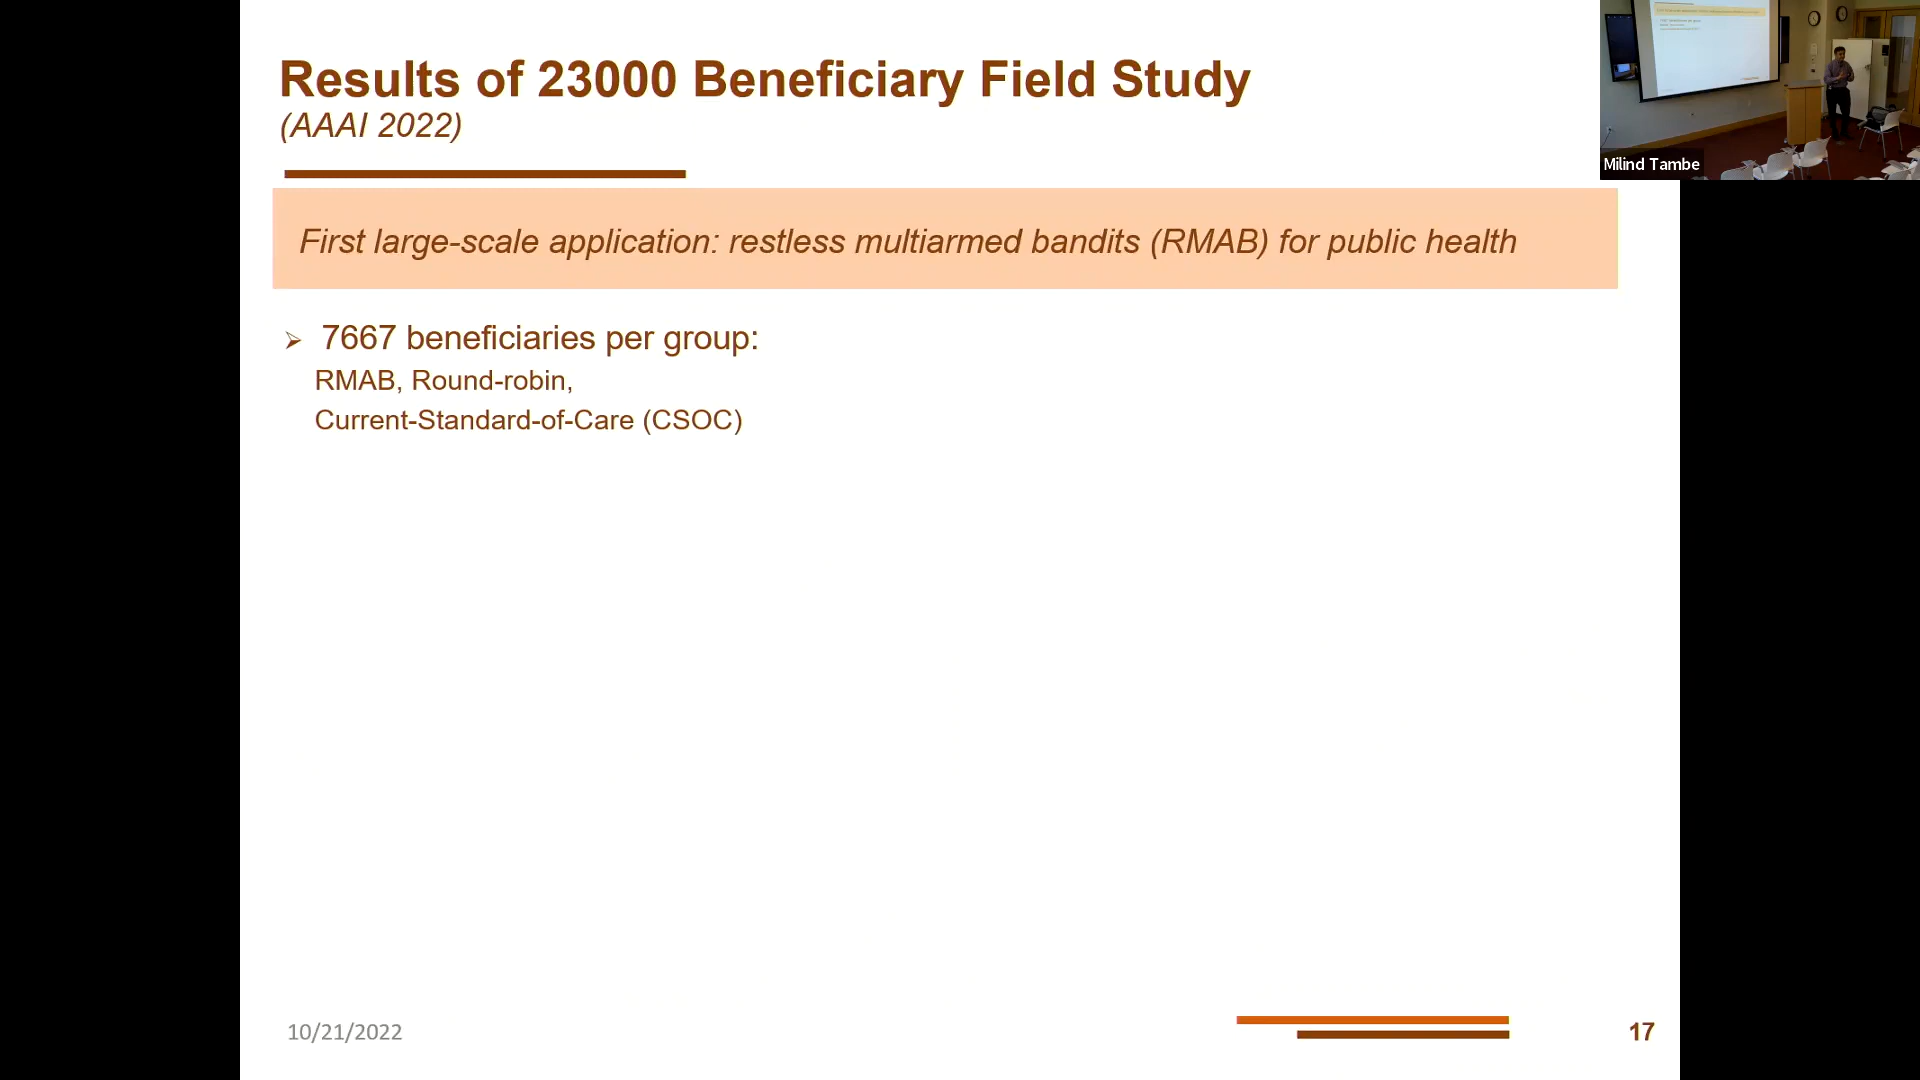 Results of 23000 Beneficiary Field Study
(AAAI 2022)
First large-scale application: restless multiarmed bandits (RMAB) for public health
➢ 7667 beneficiaries per group:
RMAB, Round-robin,
Current-Standard-of-Care (CSOC)
10/21/2022
17
Milind Tambe